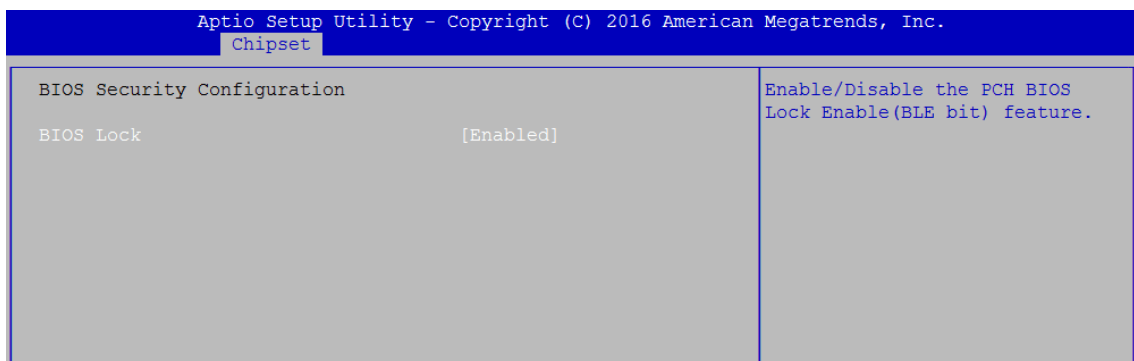 Aptio Setup Utility - Copyright (C) 2016 American Megatrends, Inc.
Chipset
BIOS Security Configuration
BIOS Lock [Enabled]
Enable/Disable the PCH BIOS
Lock Enable(BLE bit) feature.